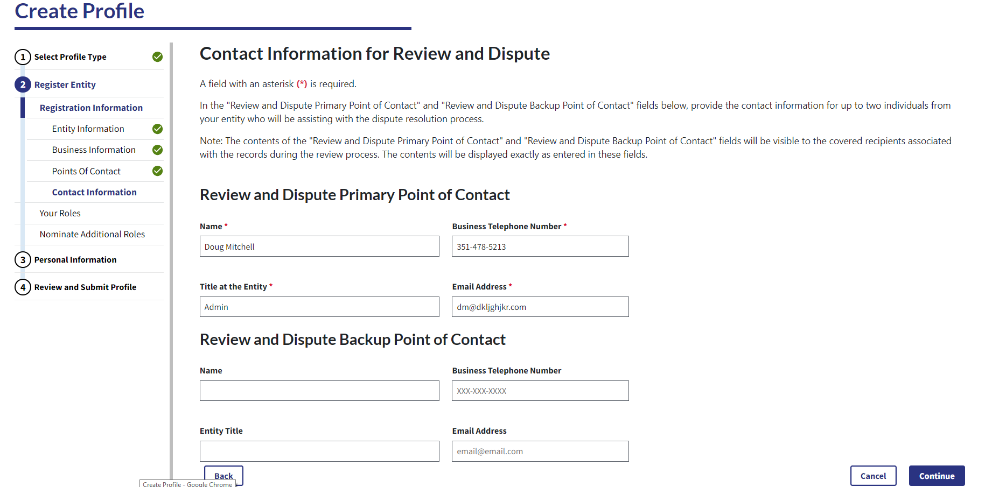 Create Profile
1 Select Profile Type
2 Register Entity
Registration Information
Entity Information
Business Information
Points Of Contact
Contact Information
Your Roles
Nominate Additional Roles
3 Personal Information
4 Review and Submit Profile
Contact Information for Review and Dispute
A field with an asterisk (*) is required.
In the "Review and Dispute Primary Point of Contact" and "Review and Dispute Backup Point of Contact" fields below, provide the contact information for up to two individuals from
your entity who will be assisting with the dispute resolution process.
Note: The contents of the "Review and Dispute Primary Point of Contact" and "Review and Dispute Backup Point of Contact" fields will be visible to the covered recipients associated
with the records during the review process. The contents will be displayed exactly as entered in these fields.
Review and Dispute Primary Point of Contact
Name * Business Telephone Number *
Doug Mitchell 351-478-5213
Title at the Entity * Email Address *
Admin dm@dkljghjkr.com
Review and Dispute Backup Point of Contact
Name Business Telephone Number
XXX-XXX-XXXX
Entity Title Email Address
email@email.com
Back Cancel Continue
Create Profile - Google Chrome